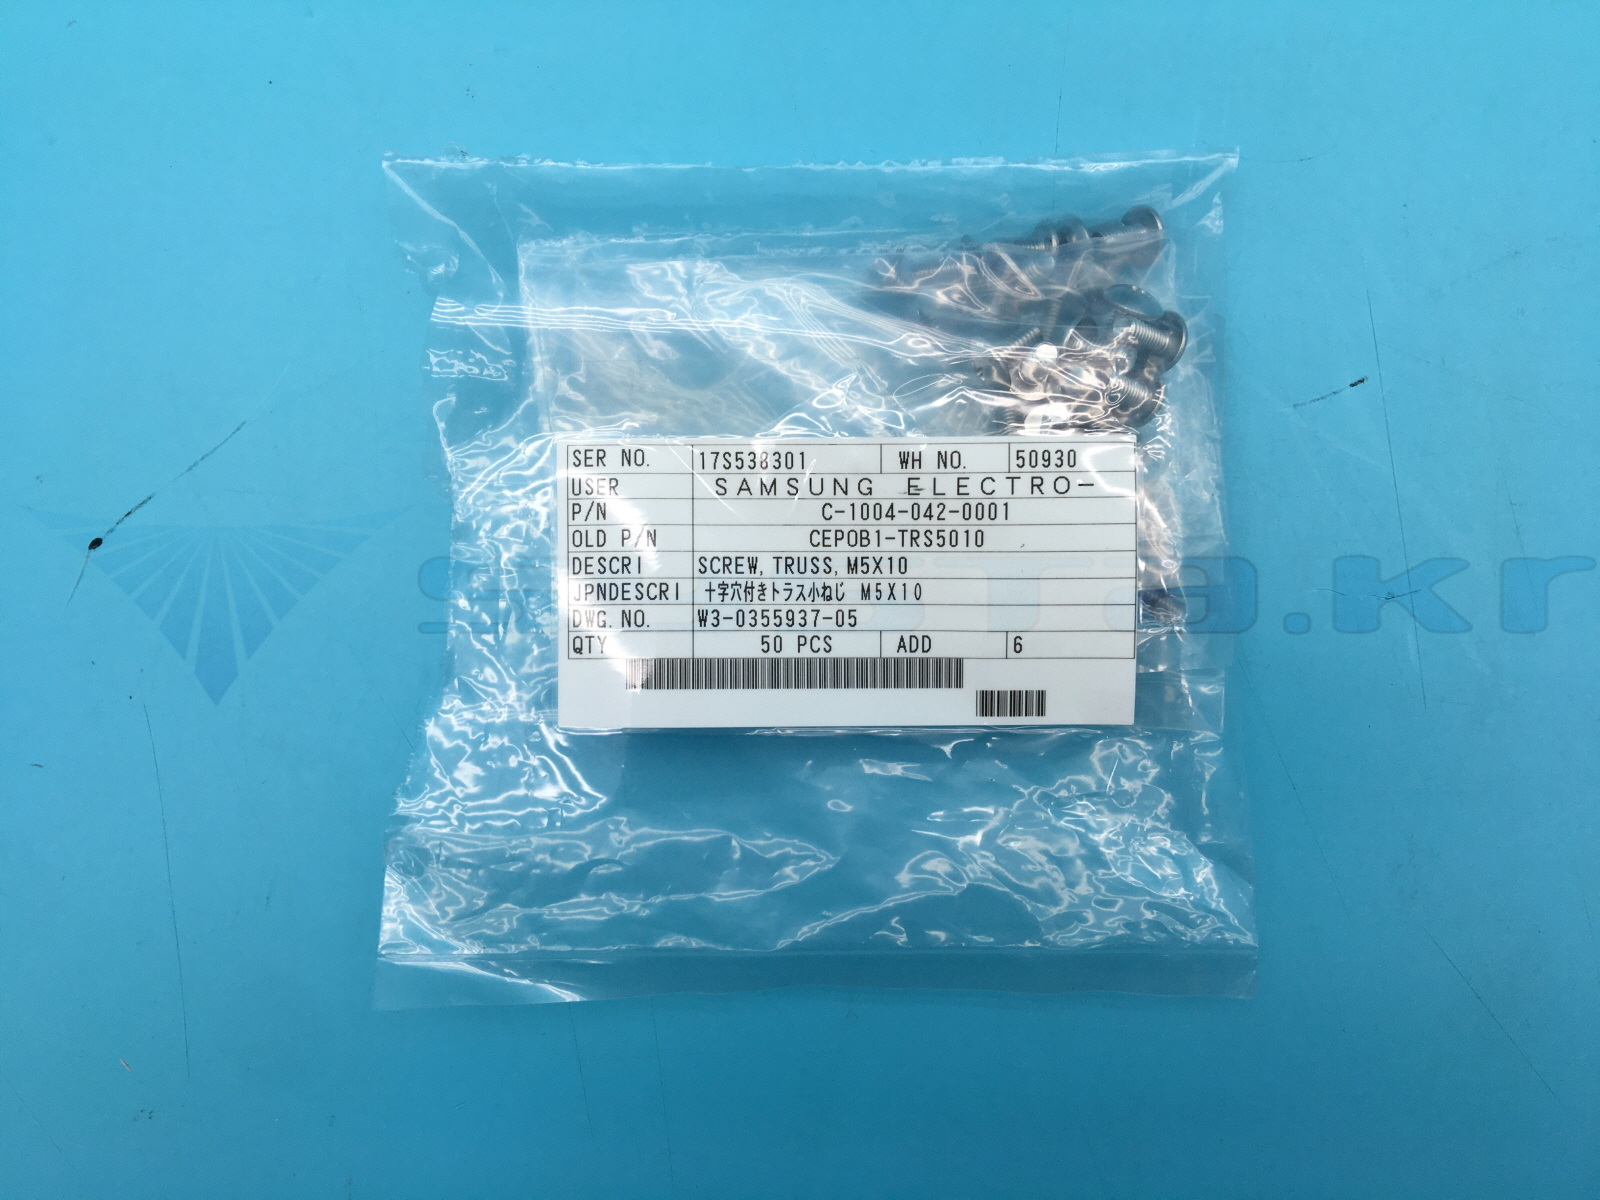 SER NO. 17S538301 WH NO. 50930
USER SAMSUNG ELECTRO-
P/N C-1004-042-0001
OLD P/N CEPOB1-TRS5010
DESCRI SCREW, TRUSS, M5X10
JPNDESCRI 十字穴付きトラス小ねじ M5X10
DWG. NO. W3-0355937-05
QTY 50 PCS ADD 6